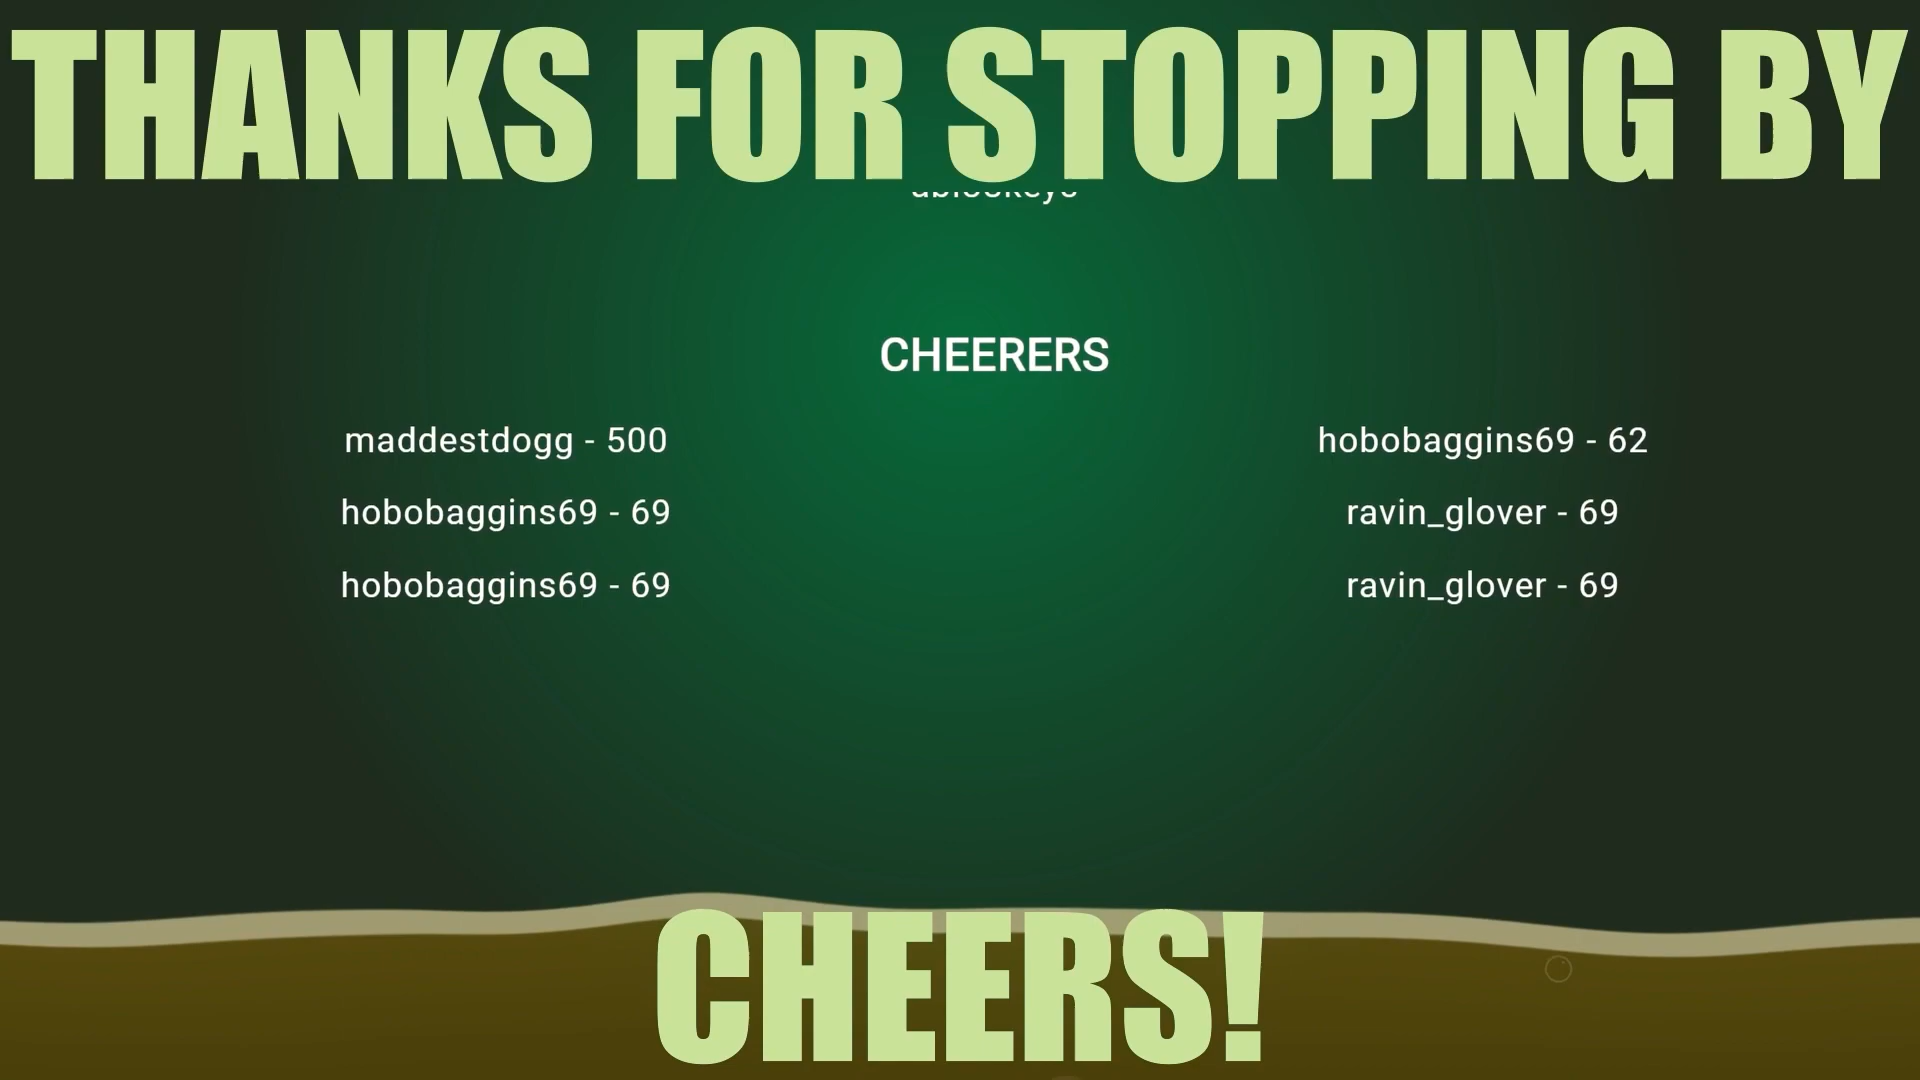 THANKS FOR STOPPING BY
CHEERERS
maddestdogg - 500
hobobaggins69 - 62
hobobaggins69 - 69
ravin_glover - 69
hobobaggins69 - 69
ravin_glover - 69
CHEERS!